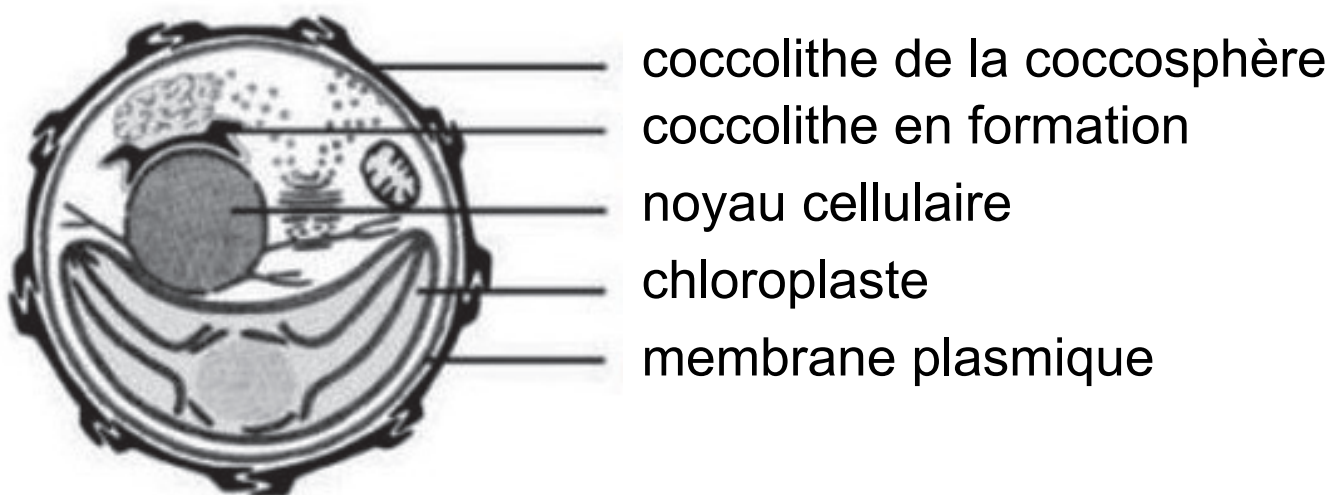 coccolithe de la coccosphère
coccolithe en formation
noyau cellulaire
chloroplaste
membrane plasmique